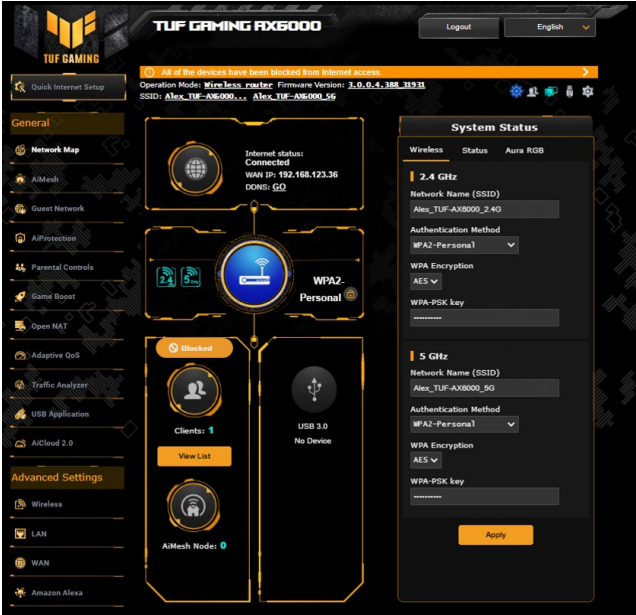 TUF GAMING
TUF GAMING AX6000
Logout
English
All of the devices have been blocked from Internet access.
Quick Internet Setup
Operation Mode: Wireless router Firmware Version: 3.0.0.4.388_31931
SSID: Alex_TUF-AX6000... Alex_TUF-AX6000_5G
General
Network Map
AiMesh
Guest Network
AiProtection
Parental Controls
Game Boost
Open NAT
Adaptive QoS
Traffic Analyzer
USB Application
AiCloud 2.0
Advanced Settings
Wireless
LAN
WAN
Amazon Alexa
Internet status:
Connected
WAN IP: 192.168.123.36
DDNS: GO
2.4
5
WPA2-
Personal
Blocked
Clients: 1
View List
AiMesh Node: 0
USB 3.0
No Device
System Status
Wireless Status Aura RGB
2.4 GHz
Network Name (SSID)
Alex_TUF-AX6000_2.4G
Authentication Method
WPA2-Personal
WPA Encryption
AES
WPA-PSK key
5 GHz
Network Name (SSID)
Alex_TUF-AX6000_5G
Authentication Method
WPA2-Personal
WPA Encryption
AES
WPA-PSK key
Apply